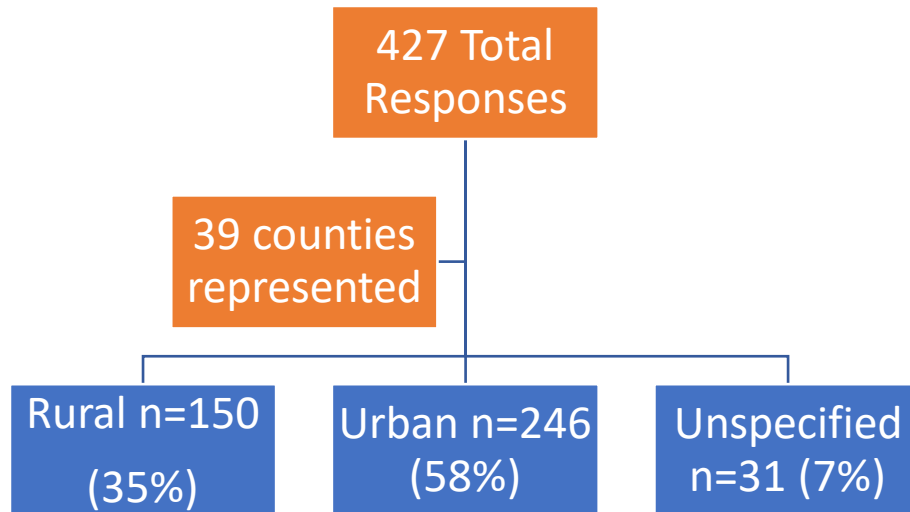 427 Total
Responses
39 counties
represented
Rural n=150
(35%)
Urban n=246
(58%)
Unspecified
n=31 (7%)